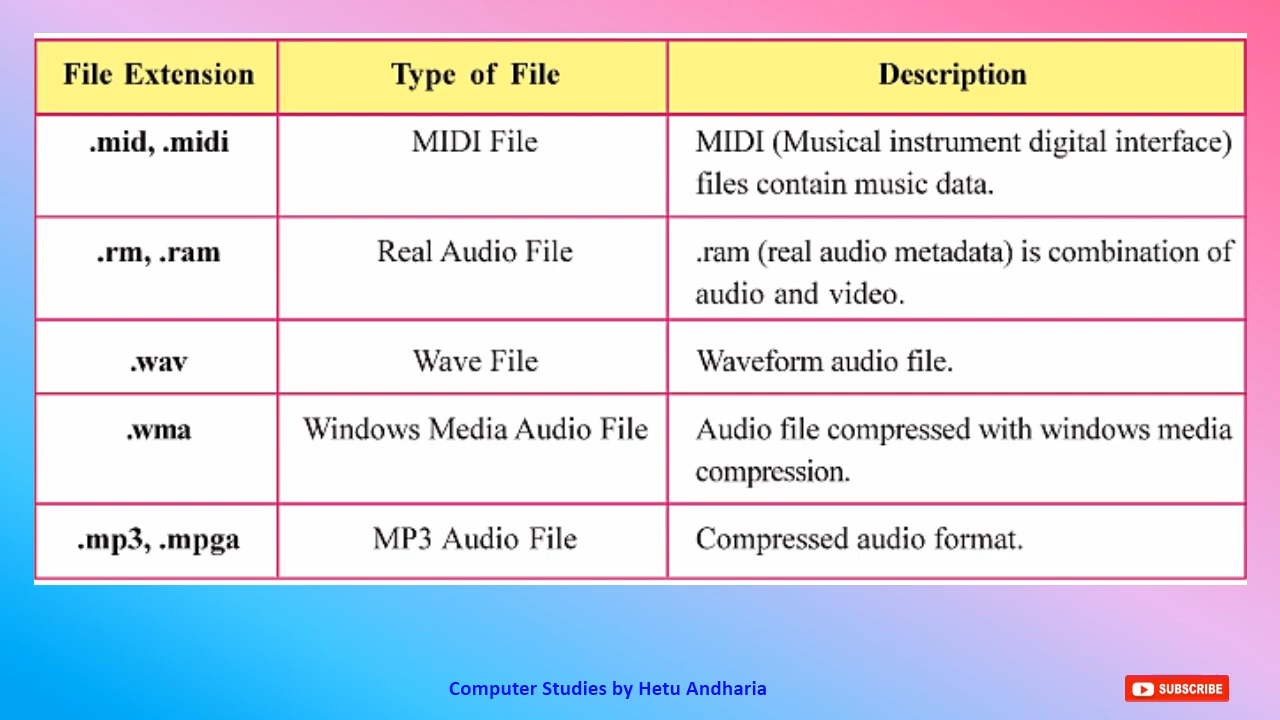 File Extension Type of File Description
.mid, .midi MIDI File MIDI (Musical instrument digital interface)
files contain music data.
.rm, .ram Real Audio File .ram (real audio metadata) is combination of
audio and video.
.wav Wave File Waveform audio file.
.wma Windows Media Audio File Audio file compressed with windows media
compression.
.mp3, .mpga MP3 Audio File Compressed audio format.
Computer Studies by Hetu Andharia
SUBSCRIBE